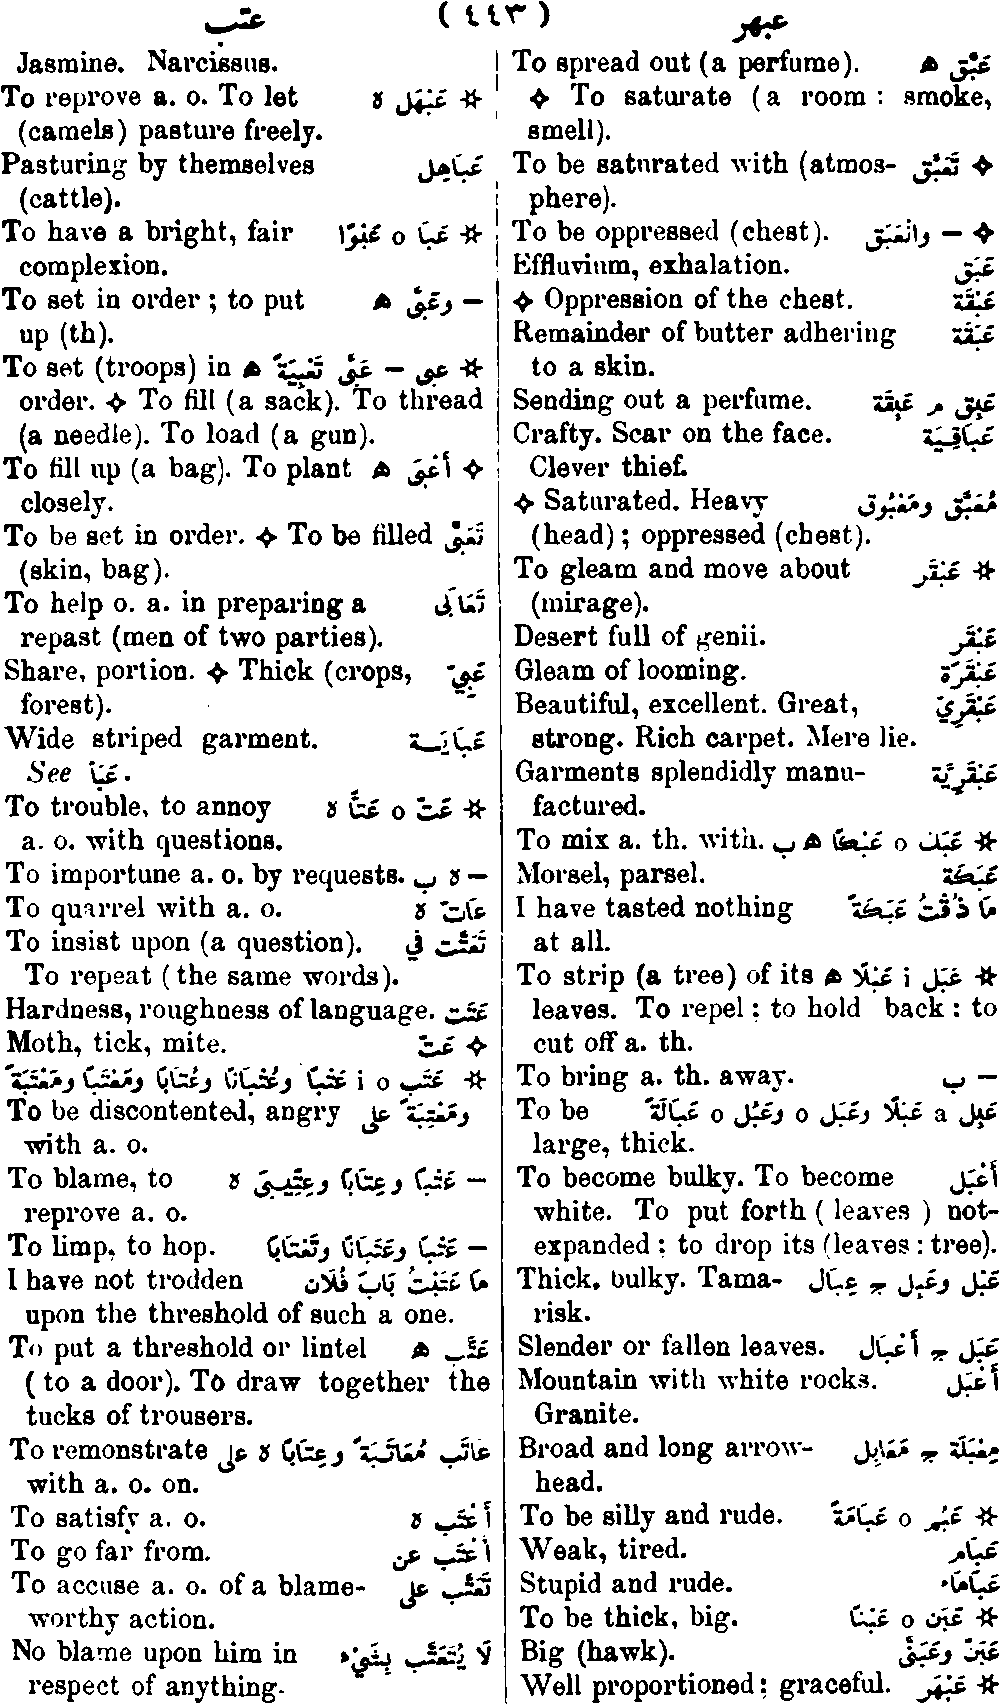 عتب ( ٤٤٣ ) عبهر
To spread out (a perfume). عَبَّق ه
✧ To saturate (a room : smoke,
smell).
To be saturated with (atmos- تَعَبَّق ✧
phere).
To be oppressed (chest). وانْعَبَق – ✧
Effluvium, exhalation. عَبَق
✧ Oppression of the chest. عَبْقَة
Remainder of butter adhering عَبَقَة
to a skin.
Sending out a perfume. عَبِق م عَبِقَة
Crafty. Scar on the face. عَبَاقِيَة
Clever thief.
✧ Saturated. Heavy مُعَبَّق ومَعْبُوق
(head) ; oppressed (chest).
To gleam and move about عَبْقَر ☆
(mirage).
Desert full of genii. عَبْقَر
Gleam of looming. عَبْقَرَة
Beautiful, excellent. Great, عَبْقَرِيّ
strong. Rich carpet. Mere lie.
Garments splendidly manu- عَبْقَرِيَّة
factured.
To mix a. th. with. عَبَك o عَبْكًا ه ب ☆
Morsel, parsel. عَبَكَة
I have tasted nothing مَا ذُقْتُ عَبَكَةً
at all.
To strip (a tree) of its عَبَل i عَبْلًا ه ☆
leaves. To repel : to hold back : to
cut off a. th.
To bring a. th. away. ب –
To be عَبِل a عَبَلًا وعَبَل o وعَبُل o عَبَالَةً
large, thick.
To become bulky. To become أَعْبَل
white. To put forth ( leaves ) not-
expanded : to drop its (leaves : tree).
Thick, bulky. Tama- عَبْل وعَبِل ج عِبَال
risk.
Slender or fallen leaves. عَبَل ج أَعْبَال
Mountain with white rocks. أَعْبَل
Granite.
Broad and long arrow- مِعْبَلَة ج مَعَابِل
head.
To be silly and rude. عَبُم o عَبَامَةً ☆
Weak, tired. عَبَام
Stupid and rude. عَبَامَاء
To be thick, big. عَبَن o عَبْنًا ☆
Big (hawk). عَبَنّ وعَبَنَّى
Well proportioned ; graceful. عَبْهَر ☆
Jasmine. Narcissus.
To reprove a. o. To let عَبْهَل ه ☆
(camels) pasture freely.
Pasturing by themselves عَبَاهِل
(cattle).
To have a bright, fair عَبَا o عَبْوًا ☆
complexion.
To set in order ; to put وعَبَّى ه –
up (th).
To set (troops) in عبي – عَبَّى تَعْبِيَةً ه ☆
order. ✧ To fill (a sack). To thread
(a needle). To load (a gun).
To fill up (a bag). To plant أَعْبَى ه ✧
closely.
To be set in order. ✧ To be filled تَعَبَّى
(skin, bag).
To help o. a. in preparing a تَعَابَى
repast (men of two parties).
Share, portion. ✧ Thick (crops, عَبِيّ
forest).
Wide striped garment. عَبَايَة
See عَبَأ.
To trouble, to annoy عَتَّ o عَتًّا ه ☆
a. o. with questions.
To importune a. o. by requests. ه ب –
To quarrel with a. o. عَاتَّ ه
To insist upon (a question). تَعَتَّت في
To repeat ( the same words).
Hardness, roughness of language. عَتَت
Moth, tick, mite. عَتّ ✧
عَتَب i o عَتْبًا وعُتْبَانًا وعُتَابًا ومَعْتَبًا ومَعْتَبَةً ☆
To be discontented, angry ومَعْتِبَةً على
with a. o.
To blame, to عَتْبًا وعِتَابًا وعِتِّيبَى ه –
reprove a. o.
To limp, to hop. عَتْبًا وعَتَبَانًا وتَعْتَابًا –
I have not trodden مَا عَتَبْتُ بَابَ فُلَان
upon the threshold of such a one.
To put a threshold or lintel عَتَّب ه
( to a door). To draw together the
tucks of trousers.
To remonstrate عاتَب مُعَاتَبَةً وعِتَابًا ه على
with a. o. on.
To satisfy a. o. أَعْتَب ه
To go far from. أَعْتَب عن
To accuse a. o. of a blame- تَعَتَّب على
worthy action.
No blame upon him in لَا يُتَعَتَّب بِشَيْء
respect of anything.